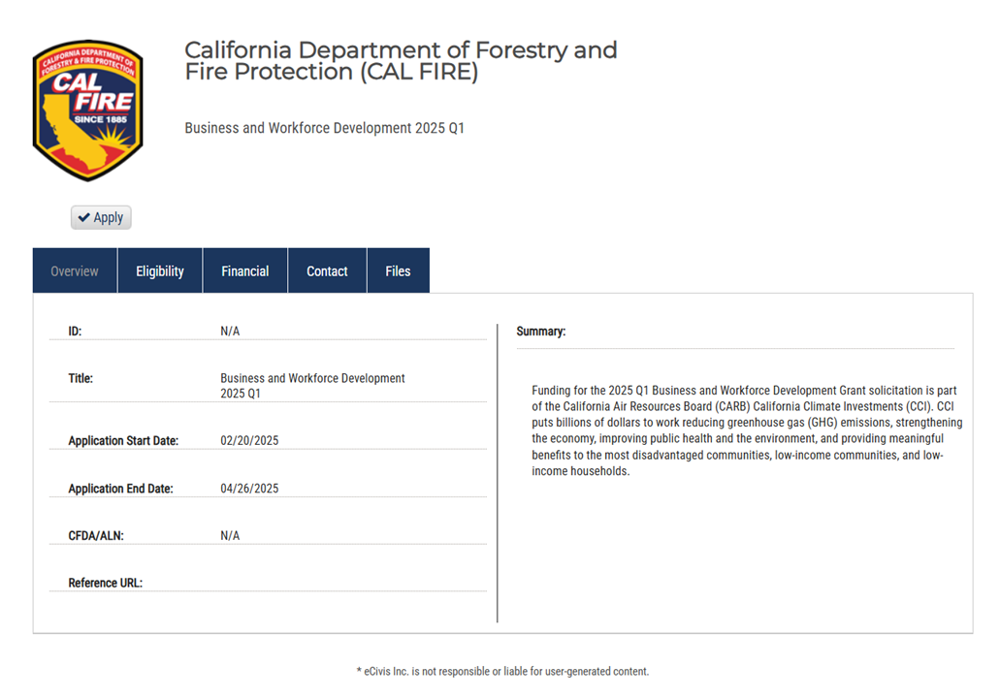 CALIFORNIA DEPARTMENT OF
FORESTRY & FIRE PROTECTION
CAL
FIRE
SINCE 1885
California Department of Forestry and
Fire Protection (CAL FIRE)
Business and Workforce Development 2025 Q1
Apply
Overview
Eligibility
Financial
Contact
Files
ID: N/A
Title: Business and Workforce Development
2025 Q1
Application Start Date: 02/20/2025
Application End Date: 04/26/2025
CFDA/ALN: N/A
Reference URL:
Summary:
Funding for the 2025 Q1 Business and Workforce Development Grant solicitation is part
of the California Air Resources Board (CARB) California Climate Investments (CCI). CCI
puts billions of dollars to work reducing greenhouse gas (GHG) emissions, strengthening
the economy, improving public health and the environment, and providing meaningful
benefits to the most disadvantaged communities, low-income communities, and low-
income households.
* eCivis Inc. is not responsible or liable for user-generated content.